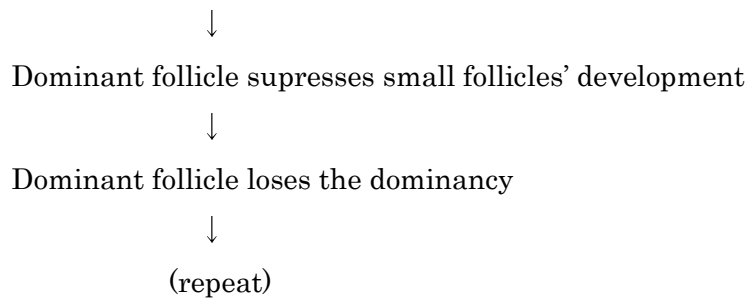 ↓
Dominant follicle supresses small follicles’ development
↓
Dominant follicle loses the dominancy
↓
(repeat)